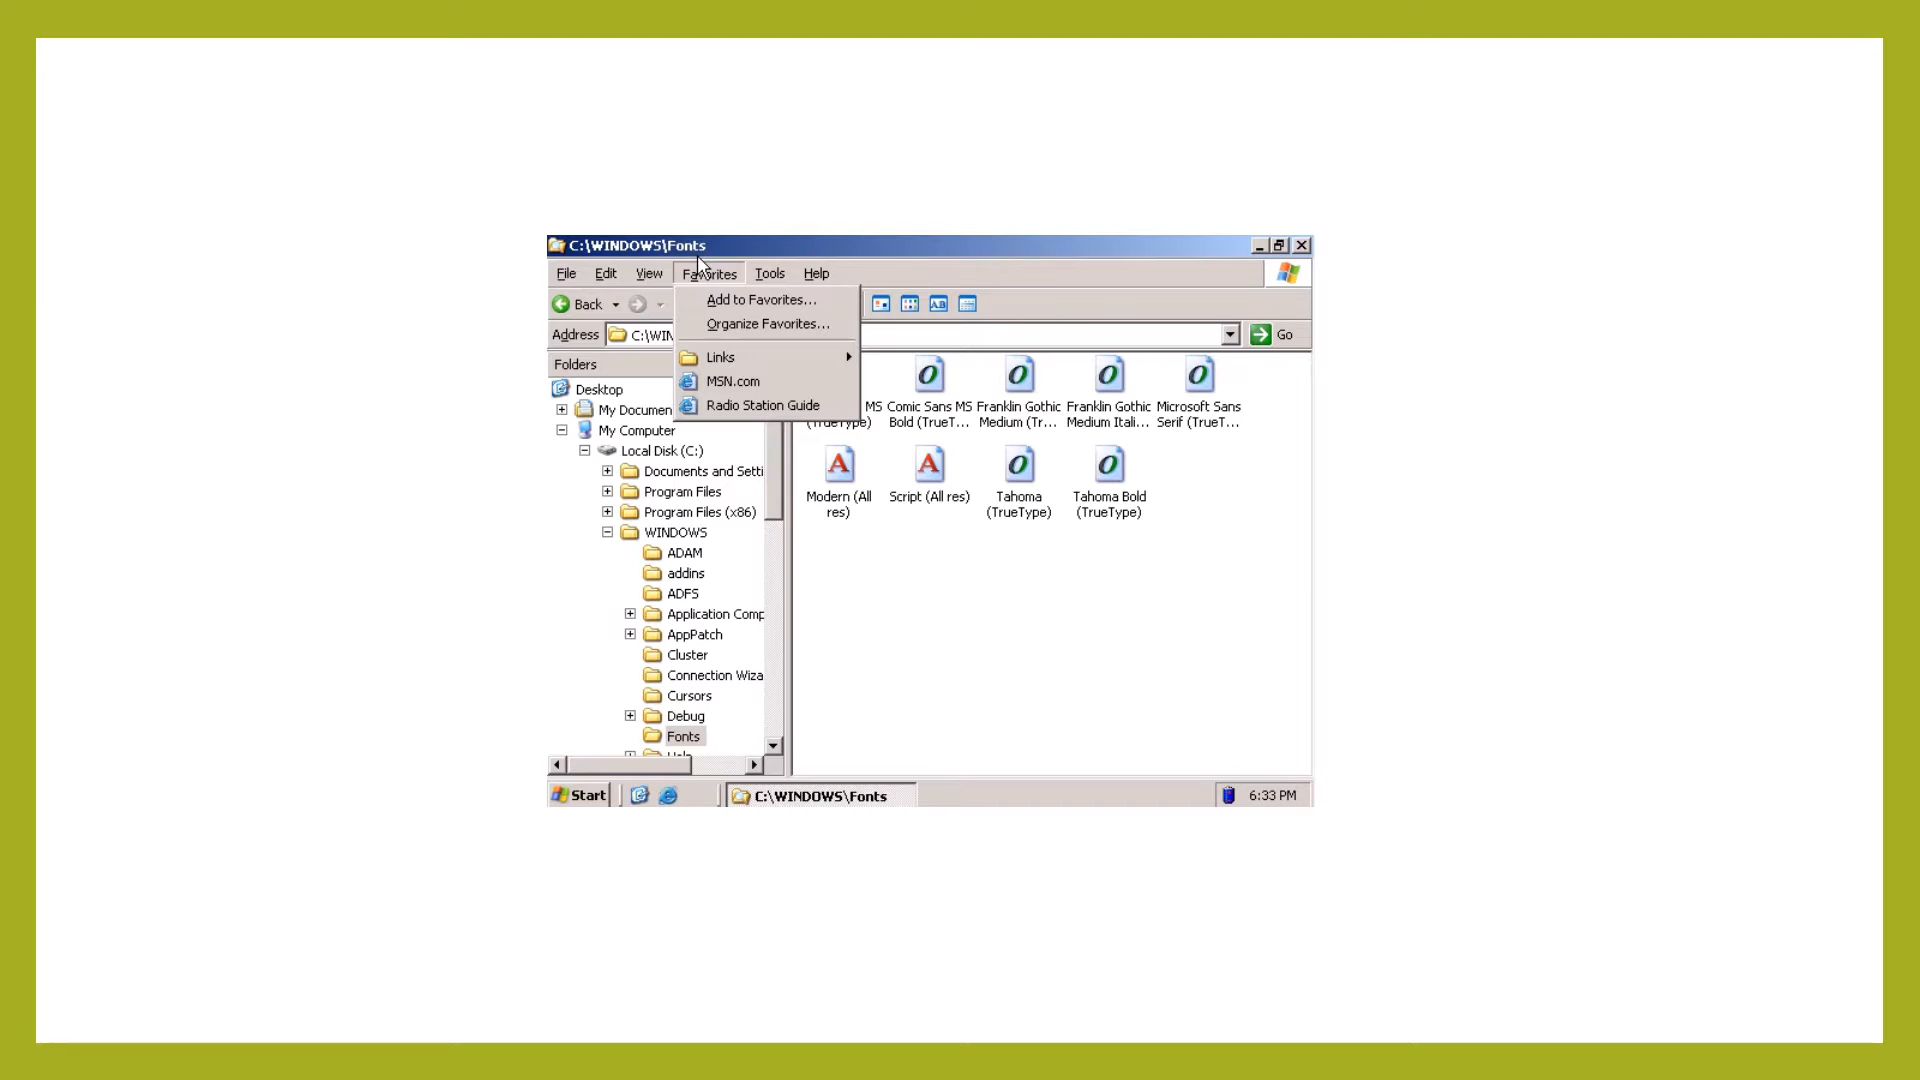 C:\WINDOWS\Fonts
File Edit View Favorites Tools Help
Back
Add to Favorites...
Organize Favorites...
Links
MSN.com
Radio Station Guide
Address C:\WIN
Go
Folders
Desktop
My Documen
My Computer
Local Disk (C:)
Documents and Setti
Program Files
Program Files (x86)
WINDOWS
ADAM
addins
ADFS
Application Comp
AppPatch
Cluster
Connection Wiza
Cursors
Debug
Fonts
MS
(TrueType)
Comic Sans MS
Bold (TrueT...
Franklin Gothic
Medium (Tr...
Franklin Gothic
Medium Itali...
Microsoft Sans
Serif (TrueT...
Modern (All
res)
Script (All res)
Tahoma
(TrueType)
Tahoma Bold
(TrueType)
Start C:\WINDOWS\Fonts 6:33 PM